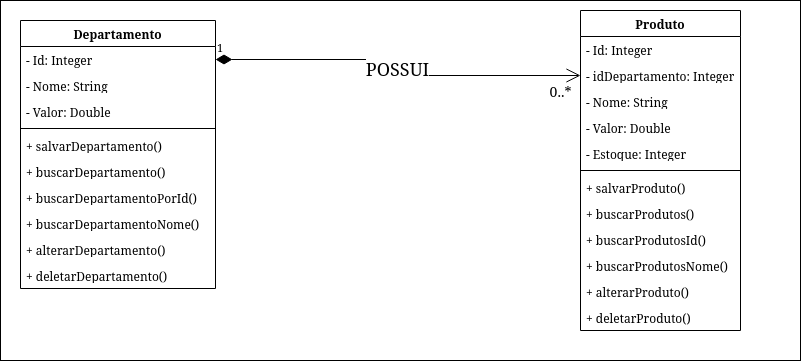 Departamento
- Id: Integer
- Nome: String
- Valor: Double
+ salvarDepartamento()
+ buscarDepartamento()
+ buscarDepartamentoPorId()
+ buscarDepartamentoNome()
+ alterarDepartamento()
+ deletarDepartamento()
1
POSSUI
0..*
Produto
- Id: Integer
- idDepartamento: Integer
- Nome: String
- Valor: Double
- Estoque: Integer
+ salvarProduto()
+ buscarProdutos()
+ buscarProdutosId()
+ buscarProdutosNome()
+ alterarProduto()
+ deletarProduto()